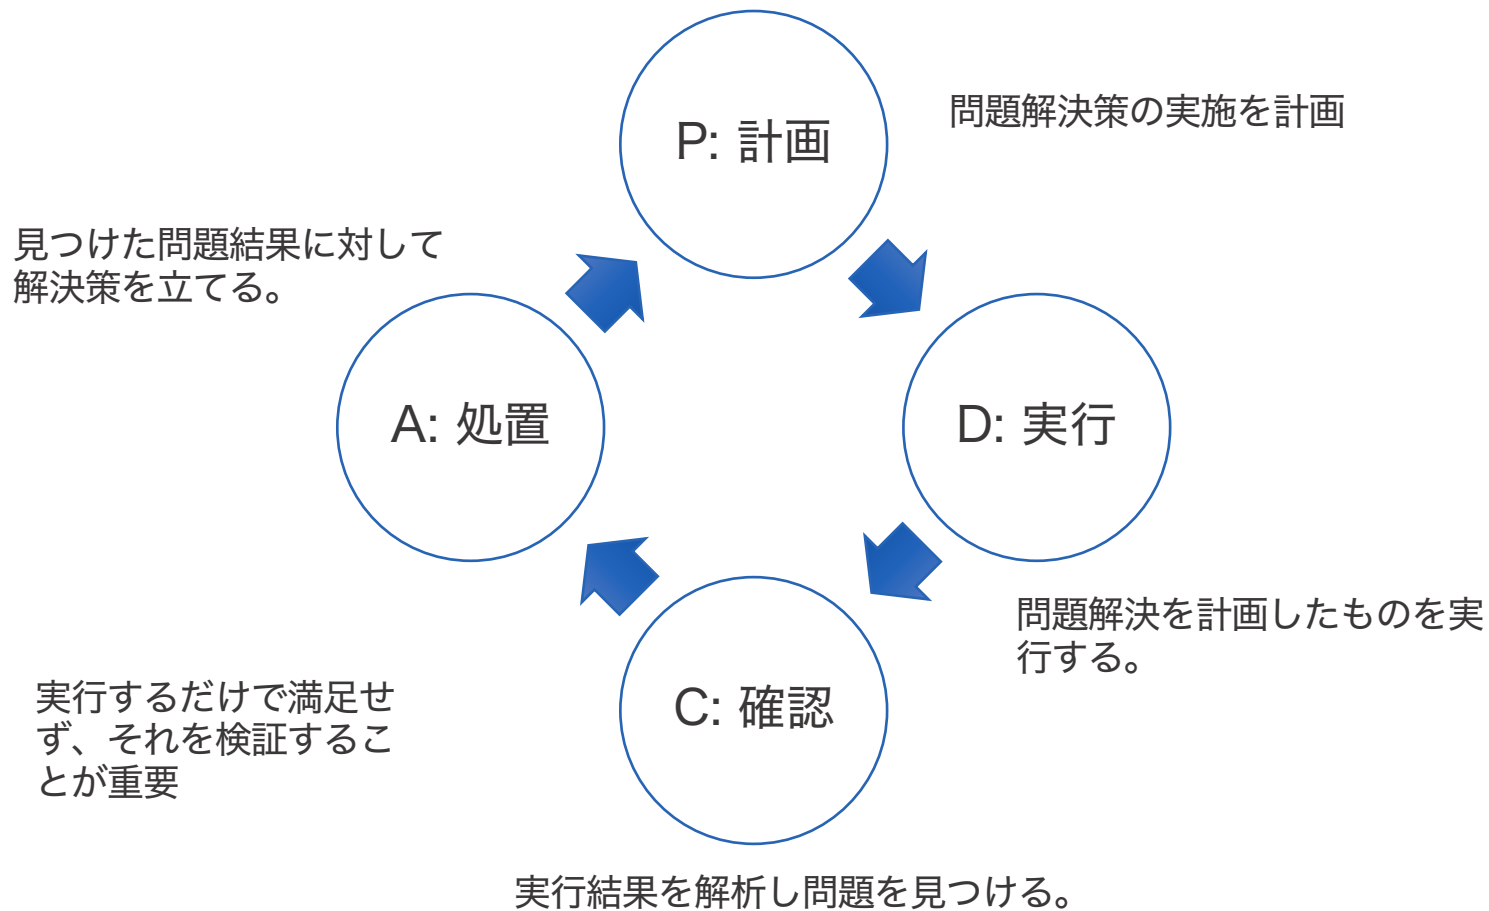 P: 計画
問題解決策の実施を計画
見つけた問題結果に対して
解決策を立てる。
A: 処置
D: 実行
問題解決を計画したものを実
行する。
C: 確認
実行するだけで満足せ
ず、それを検証するこ
とが重要
実行結果を解析し問題を見つける。